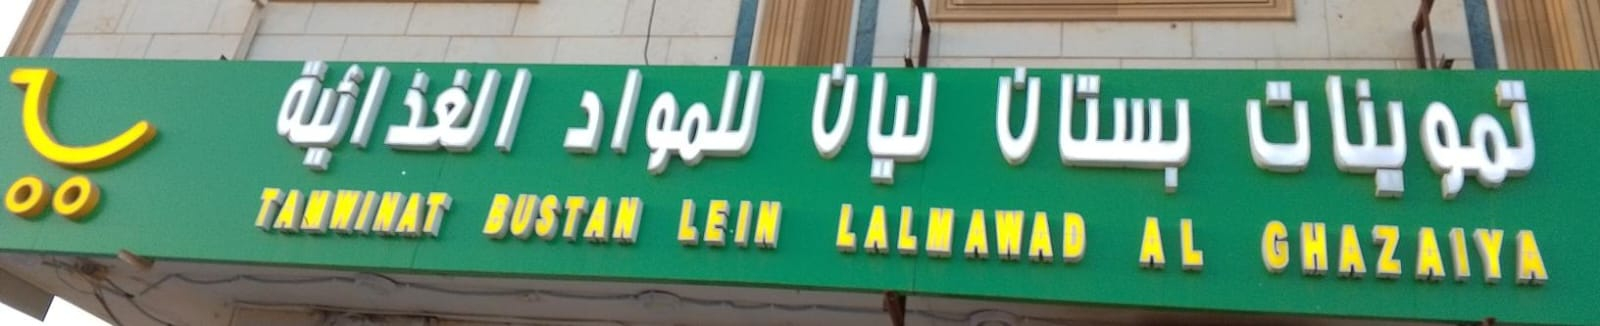 تموينات بستان ليان للمواد الغذائية
TAMWINAT BUSTAN LEIN LALMAWAD AL GHAZAIYA